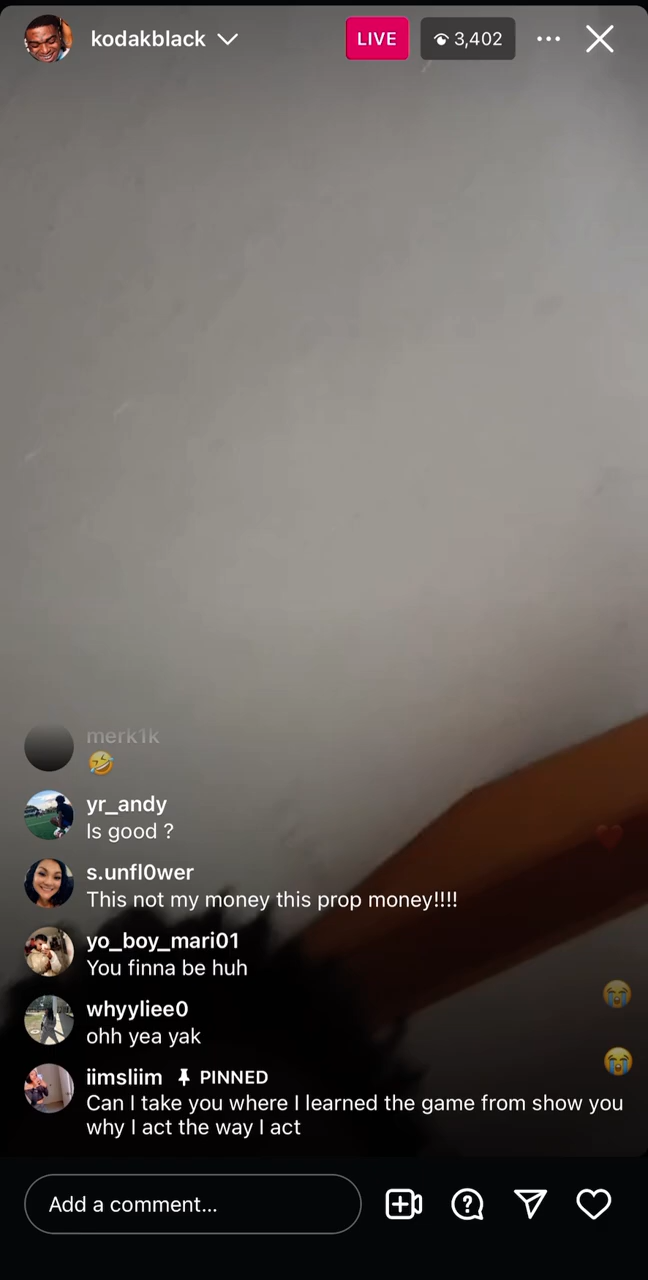 kodakblack
LIVE
3,402
merk1k
🤣
yr_andy
Is good ?
s.unfl0wer
This not my money this prop money!!!!
yo_boy_mari01
You finna be huh
whyyliee0
ohh yea yak
iimsliim PINNED
Can I take you where I learned the game from show you
why I act the way I act
Add a comment...